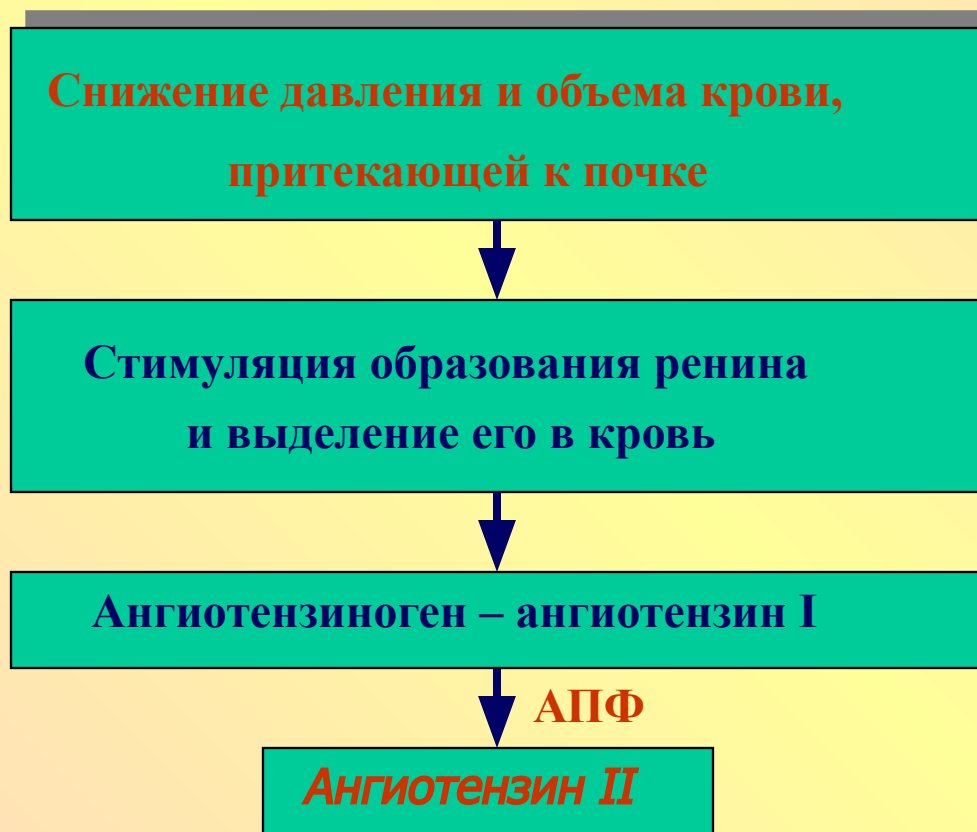 Снижение давления и объема крови,
притекающей к почке
Стимуляция образования ренина
и выделение его в кровь
Ангиотензиноген – ангиотензин I
АПФ
Ангиотензин II